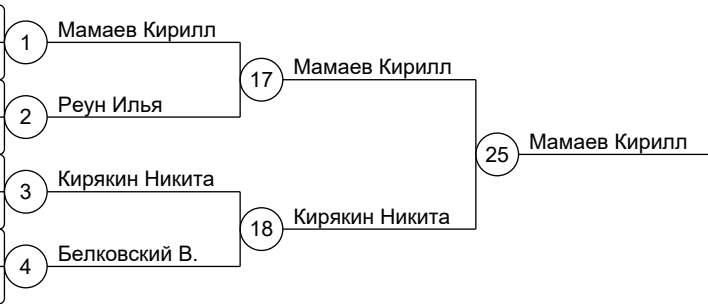 1 Мамаев Кирилл
17 Мамаев Кирилл
2 Реун Илья
25 Мамаев Кирилл
3 Кирякин Никита
18 Кирякин Никита
4 Белковский В.